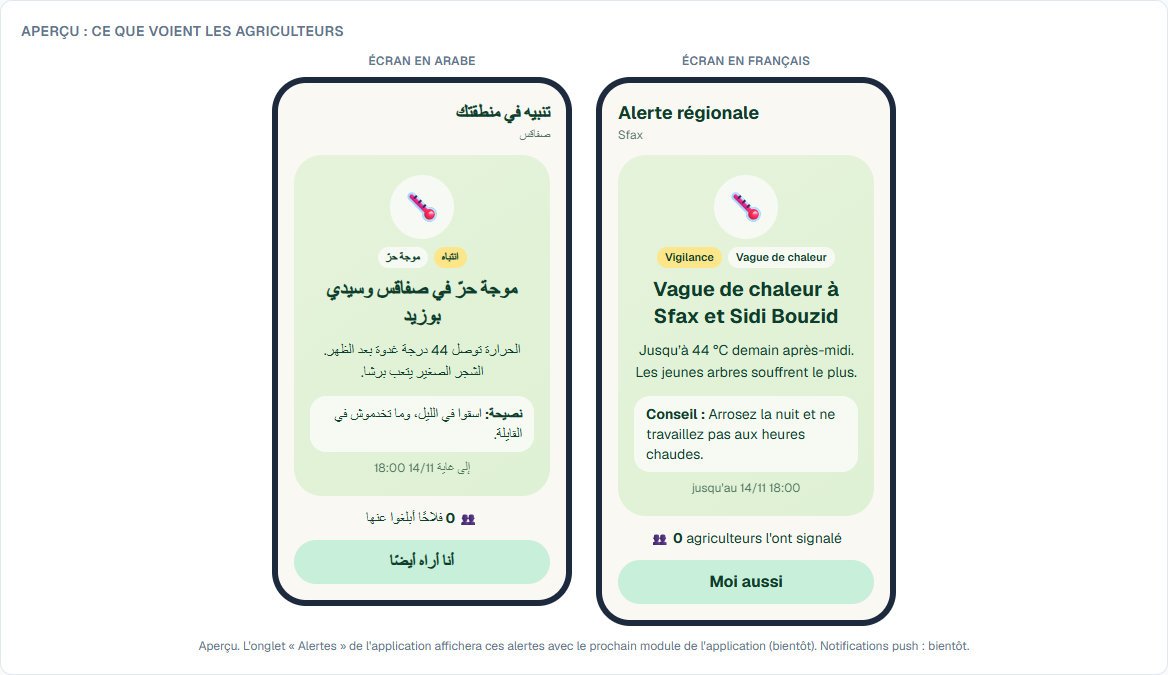 APERÇU : CE QUE VOIENT LES AGRICULTEURS
ÉCRAN EN ARABE
تنبيه في منطقتك
صفاقس
انتباه
موجة حرّ
موجة حرّ في صفاقس وسيدي
بوزيد
الحرارة توصل 44 درجة غدوة بعد الظهر.
الشجر الصغير يتعب برشا.
نصيحة: اسقوا في الليل، وما تخدموش في
القايلة.
إلى غاية 14/11 18:00
0 فلاحًا أبلغوا عنها
أنا أراه أيضًا
ÉCRAN EN FRANÇAIS
Alerte régionale
Sfax
Vigilance
Vague de chaleur
Vague de chaleur à
Sfax et Sidi Bouzid
Jusqu'à 44 °C demain après-midi.
Les jeunes arbres souffrent le plus.
Conseil : Arrosez la nuit et ne
travaillez pas aux heures
chaudes.
jusqu'au 14/11 18:00
0 agriculteurs l'ont signalé
Moi aussi
Aperçu. L'onglet « Alertes » de l'application affichera ces alertes avec le prochain module de l'application (bientôt). Notifications push : bientôt.